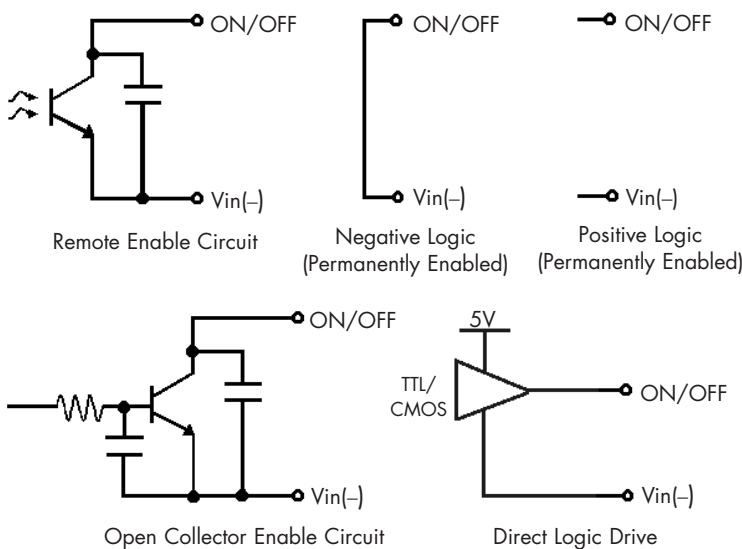 ON/OFF
Vin(–)
Remote Enable Circuit
ON/OFF
Vin(–)
Negative Logic
(Permanently Enabled)
ON/OFF
Vin(–)
Positive Logic
(Permanently Enabled)
ON/OFF
Vin(–)
Open Collector Enable Circuit
5V
TTL/
CMOS
ON/OFF
Vin(–)
Direct Logic Drive